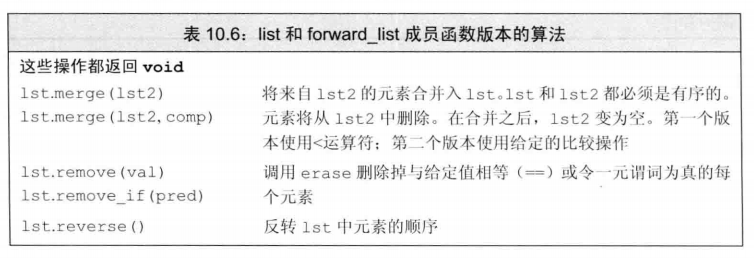 表 10.6：list 和 forward_list 成员函数版本的算法
这些操作都返回 void
lst.merge(lst2) 将来自 lst2 的元素合并入 lst。lst 和 lst2 都必须是有序的。
lst.merge(lst2,comp) 元素将从 lst2 中删除。在合并之后，lst2 变为空。第一个版
本使用<运算符；第二个版本使用给定的比较操作
lst.remove(val) 调用 erase 删除掉与给定值相等（==）或令一元谓词为真的每
lst.remove_if(pred) 个元素
lst.reverse() 反转 lst 中元素的顺序